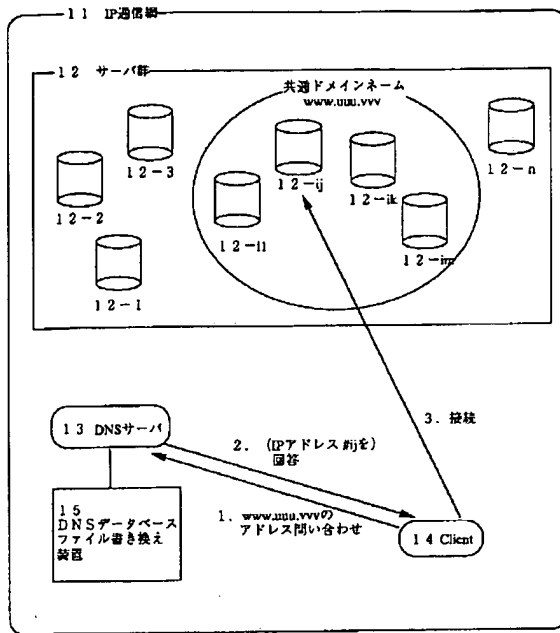 11 IP通信網
12 サーバ群
共通ドメインネーム
www.uuu.vvv
12-3
12-ij
12-ik
12-n
12-2
12-i1
12-im
12-1
3. 接続
13 DNSサーバ
2. (IPアドレス#ijを)
回答
15
DNSデータベース
ファイル書き換え
装置
1. www.uuu.vvvの
アドレス問い合わせ
14 Client